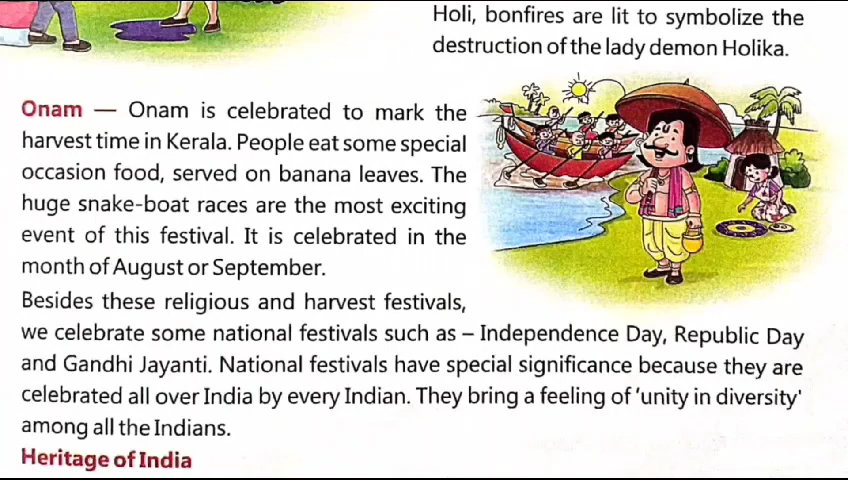 Holi, bonfires are lit to symbolize the
destruction of the lady demon Holika.
Onam — Onam is celebrated to mark the
harvest time in Kerala. People eat some special
occasion food, served on banana leaves. The
huge snake-boat races are the most exciting
event of this festival. It is celebrated in the
month of August or September.
Besides these religious and harvest festivals,
we celebrate some national festivals such as – Independence Day, Republic Day
and Gandhi Jayanti. National festivals have special significance because they are
celebrated all over India by every Indian. They bring a feeling of ‘unity in diversity'
among all the Indians.
Heritage of India